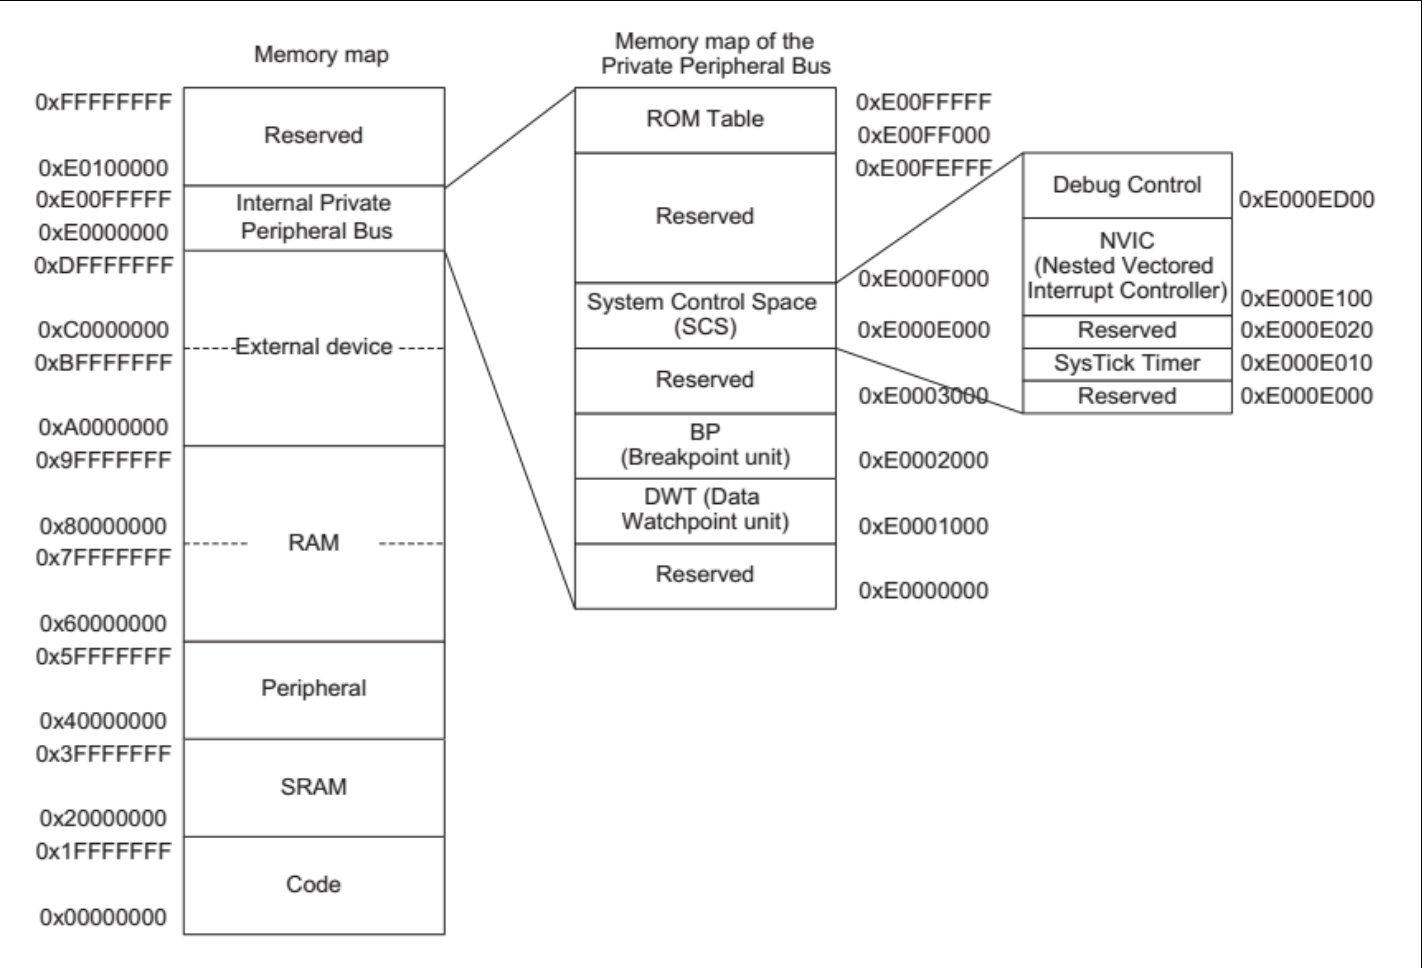 Memory map
0xFFFFFFFF
Reserved
0xE0100000
0xE00FFFFF
Internal Private
Peripheral Bus
0xE0000000
0xDFFFFFFF
0xC0000000
External device
0xBFFFFFFF
0xA0000000
0x9FFFFFFF
0x80000000
RAM
0x7FFFFFFF
0x60000000
0x5FFFFFFF
Peripheral
0x40000000
0x3FFFFFFF
SRAM
0x20000000
0x1FFFFFFF
Code
0x00000000
Memory map of the
Private Peripheral Bus
ROM Table
0xE00FFFFF
0xE00FF000
0xE00FEFFF
Reserved
0xE000F000
System Control Space
(SCS)
0xE000E000
Reserved
0xE0003000
BP
(Breakpoint unit)
0xE0002000
DWT (Data
Watchpoint unit)
0xE0001000
Reserved
0xE0000000
Debug Control
0xE000ED00
NVIC
(Nested Vectored
Interrupt Controller)
0xE000E100
Reserved
0xE000E020
SysTick Timer
0xE000E010
Reserved
0xE000E000